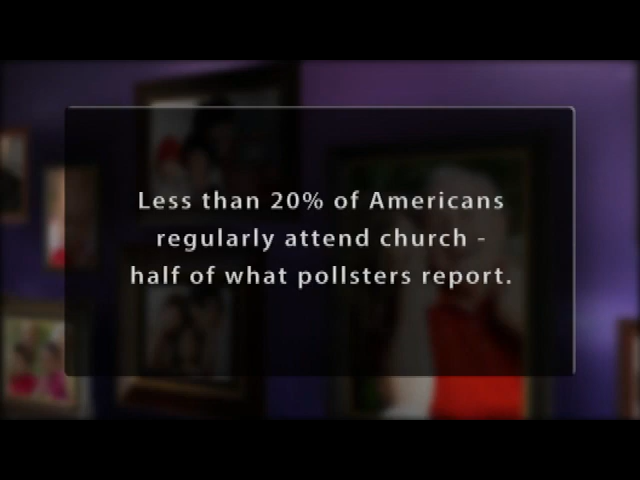 Less than 20% of Americans
regularly attend church -
half of what pollsters report.